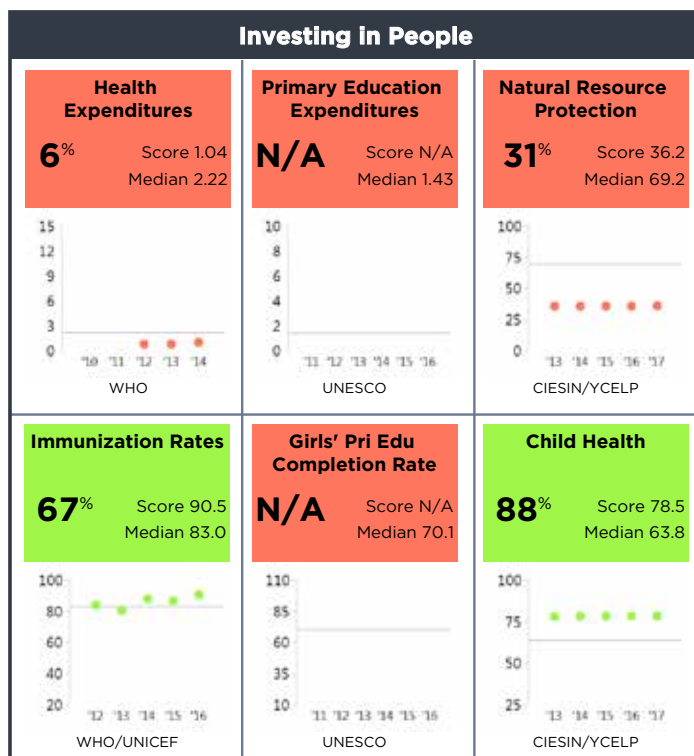 Investing in People
Health
Expenditures
6%
Score 1.04
Median 2.22
15
12
9
6
3
0
'10 '11 '12 '13 '14
WHO
Primary Education
Expenditures
N/A
Score N/A
Median 1.43
10
8
6
4
2
0
'11 '12 '13 '14 '15 '16
UNESCO
Natural Resource
Protection
31%
Score 36.2
Median 69.2
100
75
50
25
0
'13 '14 '15 '16 '17
CIESIN/YCELP
Immunization Rates
67%
Score 90.5
Median 83.0
100
80
60
40
20
'12 '13 '14 '15 '16
WHO/UNICEF
Girls' Pri Edu
Completion Rate
N/A
Score N/A
Median 70.1
110
85
60
35
10
'11 '12 '13 '14 '15 '16
UNESCO
Child Health
88%
Score 78.5
Median 63.8
100
75
50
25
'13 '14 '15 '16 '17
CIESIN/YCELP